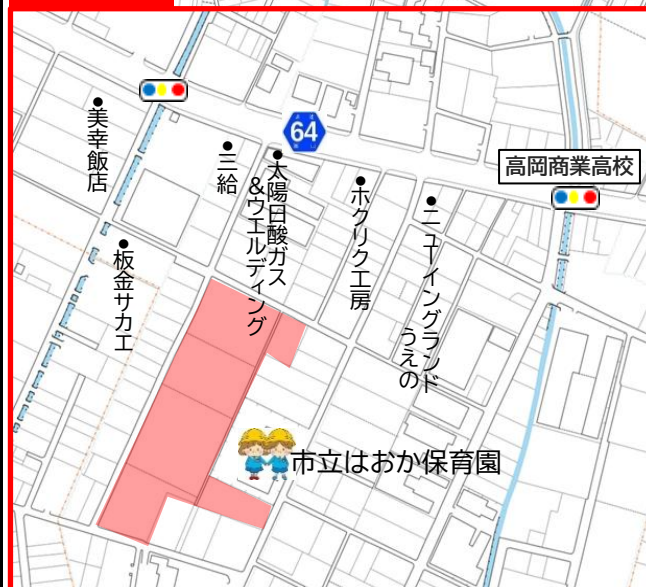 美幸飯店
三給
太陽日酸ガス
&ウエルディング
64
ホクリク工房
ニューイングランド
うえの
高岡商業高校
板金サカエ
市立はおか保育園